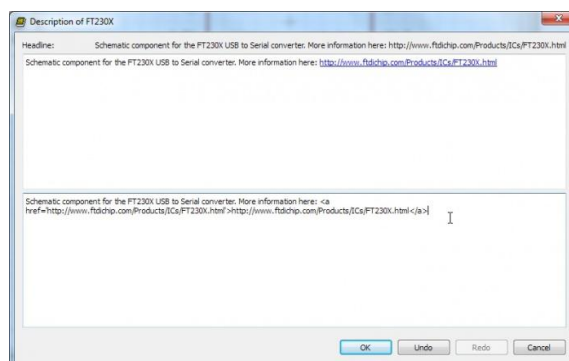 Description of FT230X
Headline: Schematic component for the FT230X USB to Serial converter. More information here: http://www.ftdichip.com/Products/ICs/FT230X.html
Schematic component for the FT230X USB to Serial converter. More information here: http://www.ftdichip.com/Products/ICs/FT230X.html
Schematic component for the FT230X USB to Serial converter. More information here: <a
href='http://www.ftdichip.com/Products/ICs/FT230X.html'>http://www.ftdichip.com/Products/ICs/FT230X.html</a>
OK Undo Redo Cancel